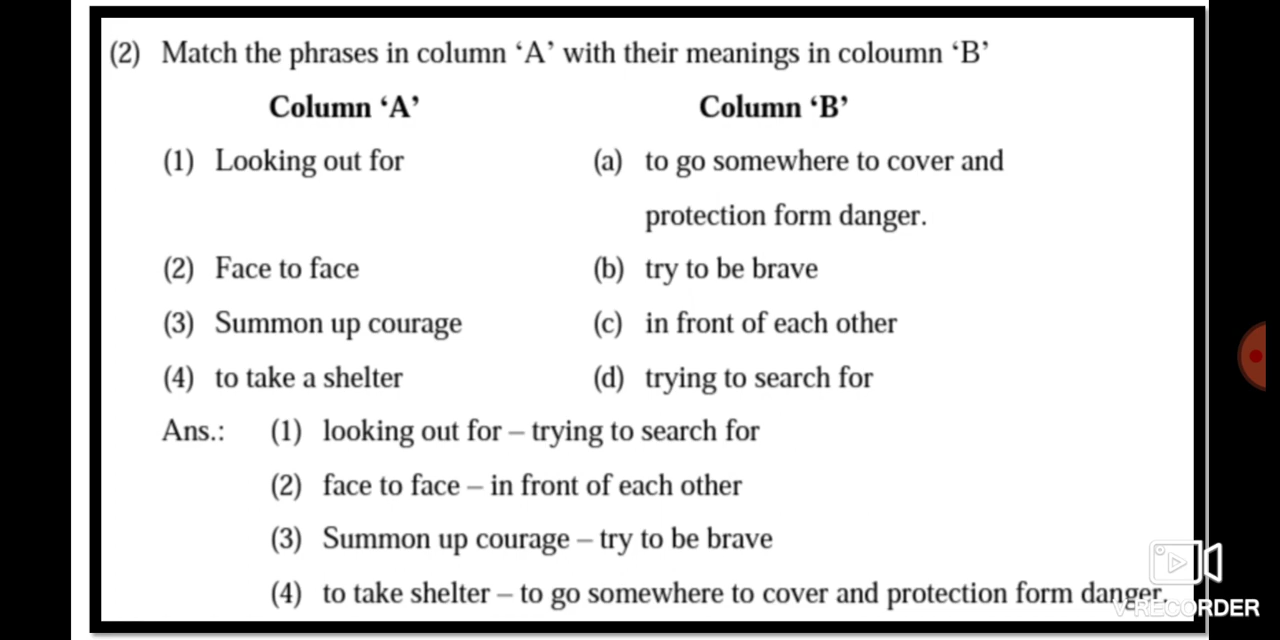 (2) Match the phrases in column ‘A’ with their meanings in coloumn ‘B’
Column ‘A’ Column ‘B’
(1) Looking out for (a) to go somewhere to cover and
protection form danger.
(2) Face to face (b) try to be brave
(3) Summon up courage (c) in front of each other
(4) to take a shelter (d) trying to search for
Ans.: (1) looking out for – trying to search for
(2) face to face – in front of each other
(3) Summon up courage – try to be brave
(4) to take shelter – to go somewhere to cover and protection form danger.
V RECORDER